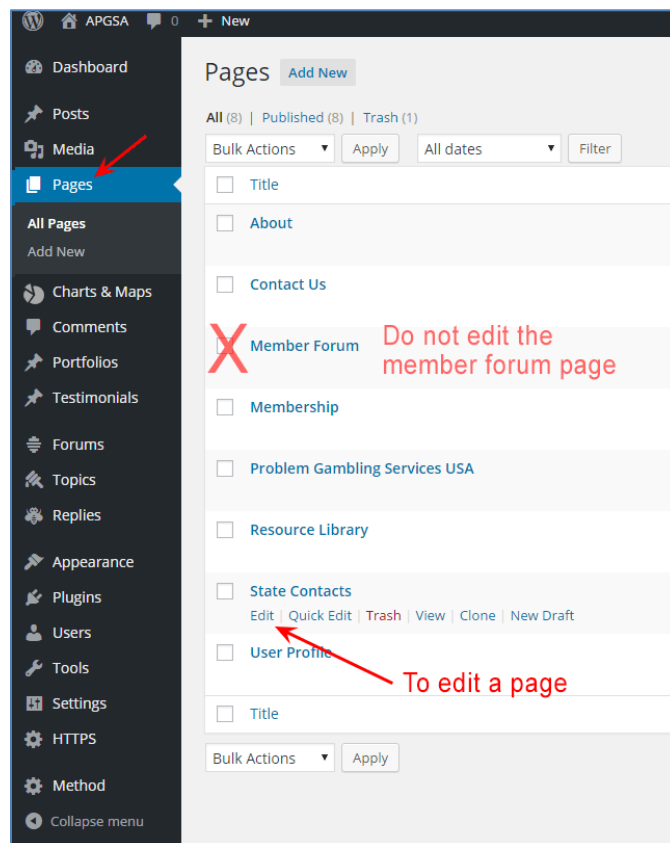 APGSA 0 + New
Dashboard
Posts
Media
Pages
All Pages
Add New
Charts & Maps
Comments
Portfolios
Testimonials
Forums
Topics
Replies
Appearance
Plugins
Users
Tools
Settings
HTTPS
Method
Collapse menu
Pages Add New
All (8) | Published (8) | Trash (1)
Bulk Actions Apply All dates Filter
Title
About
Contact Us
X Member Forum
Do not edit the
member forum page
Membership
Problem Gambling Services USA
Resource Library
State Contacts
Edit | Quick Edit | Trash | View | Clone | New Draft
User Profile
To edit a page
Title
Bulk Actions Apply